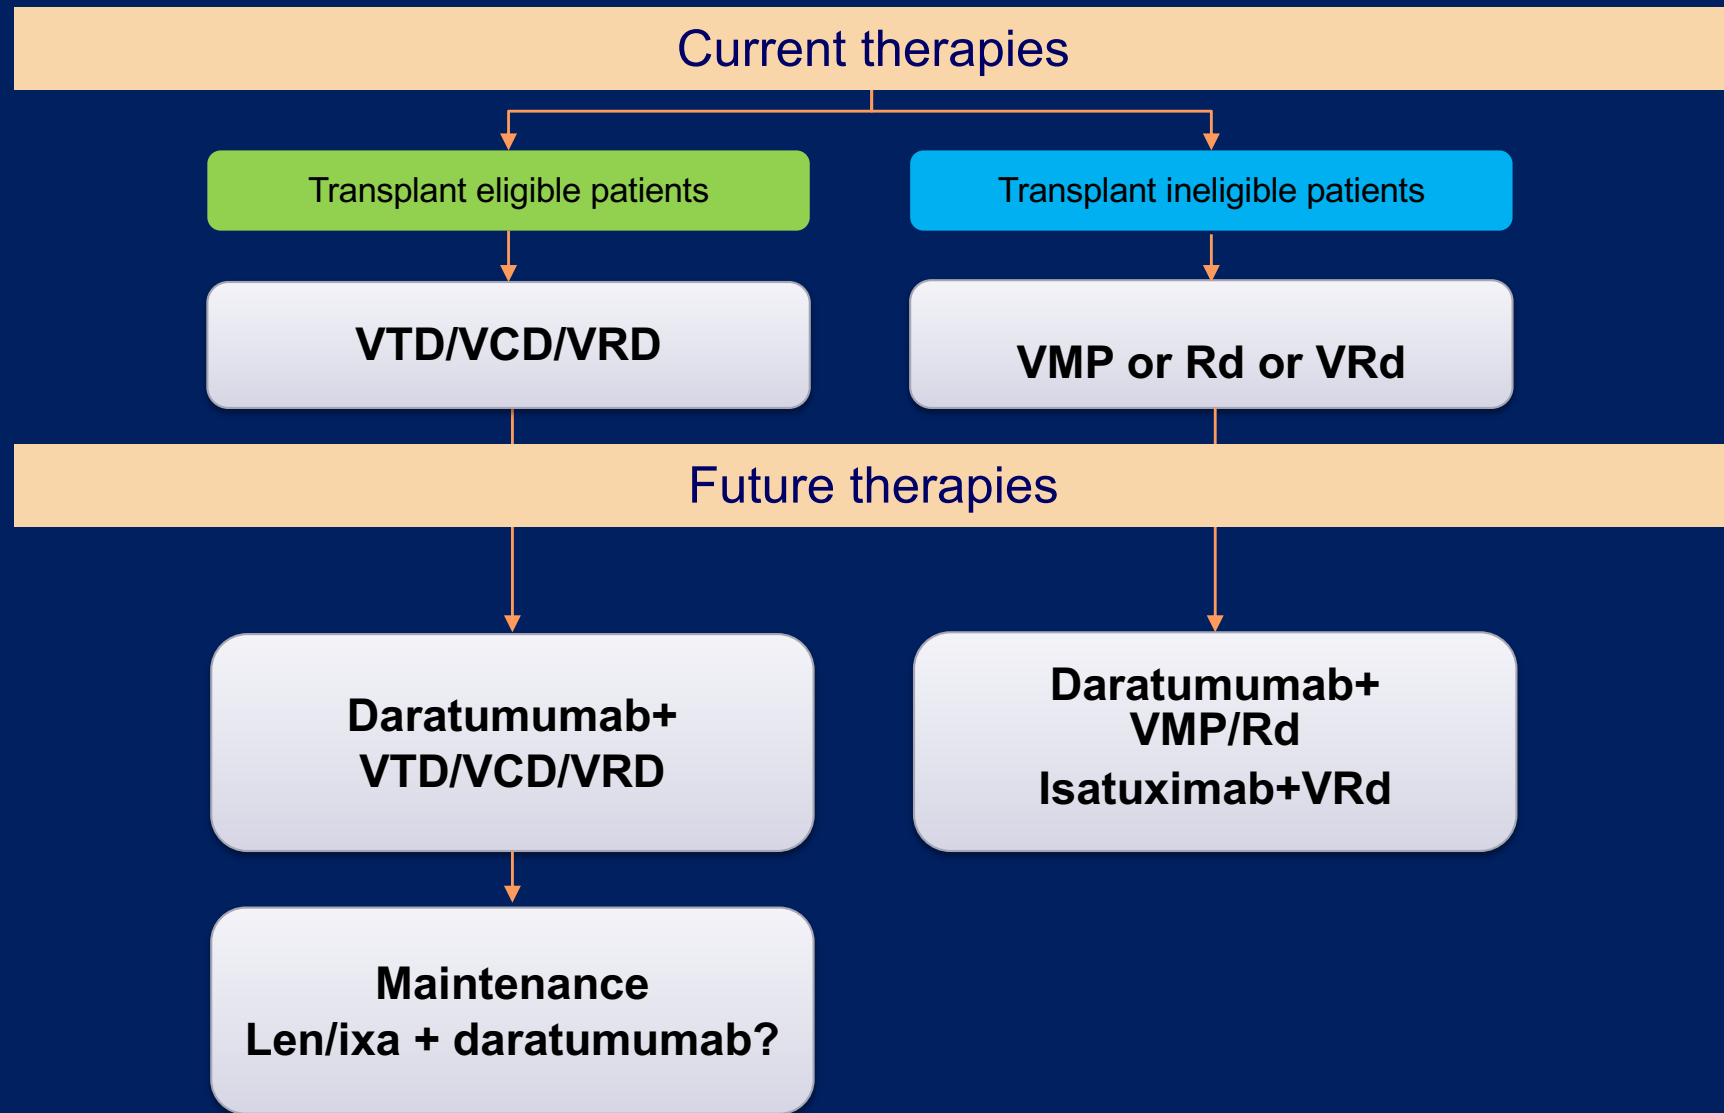 Current therapies
Transplant eligible patients
Transplant ineligible patients
VTD/VCD/VRD
VMP or Rd or VRd
Future therapies
Daratumumab+
VTD/VCD/VRD
Daratumumab+
VMP/Rd
Isatuximab+VRd
Maintenance
Len/ixa + daratumumab?